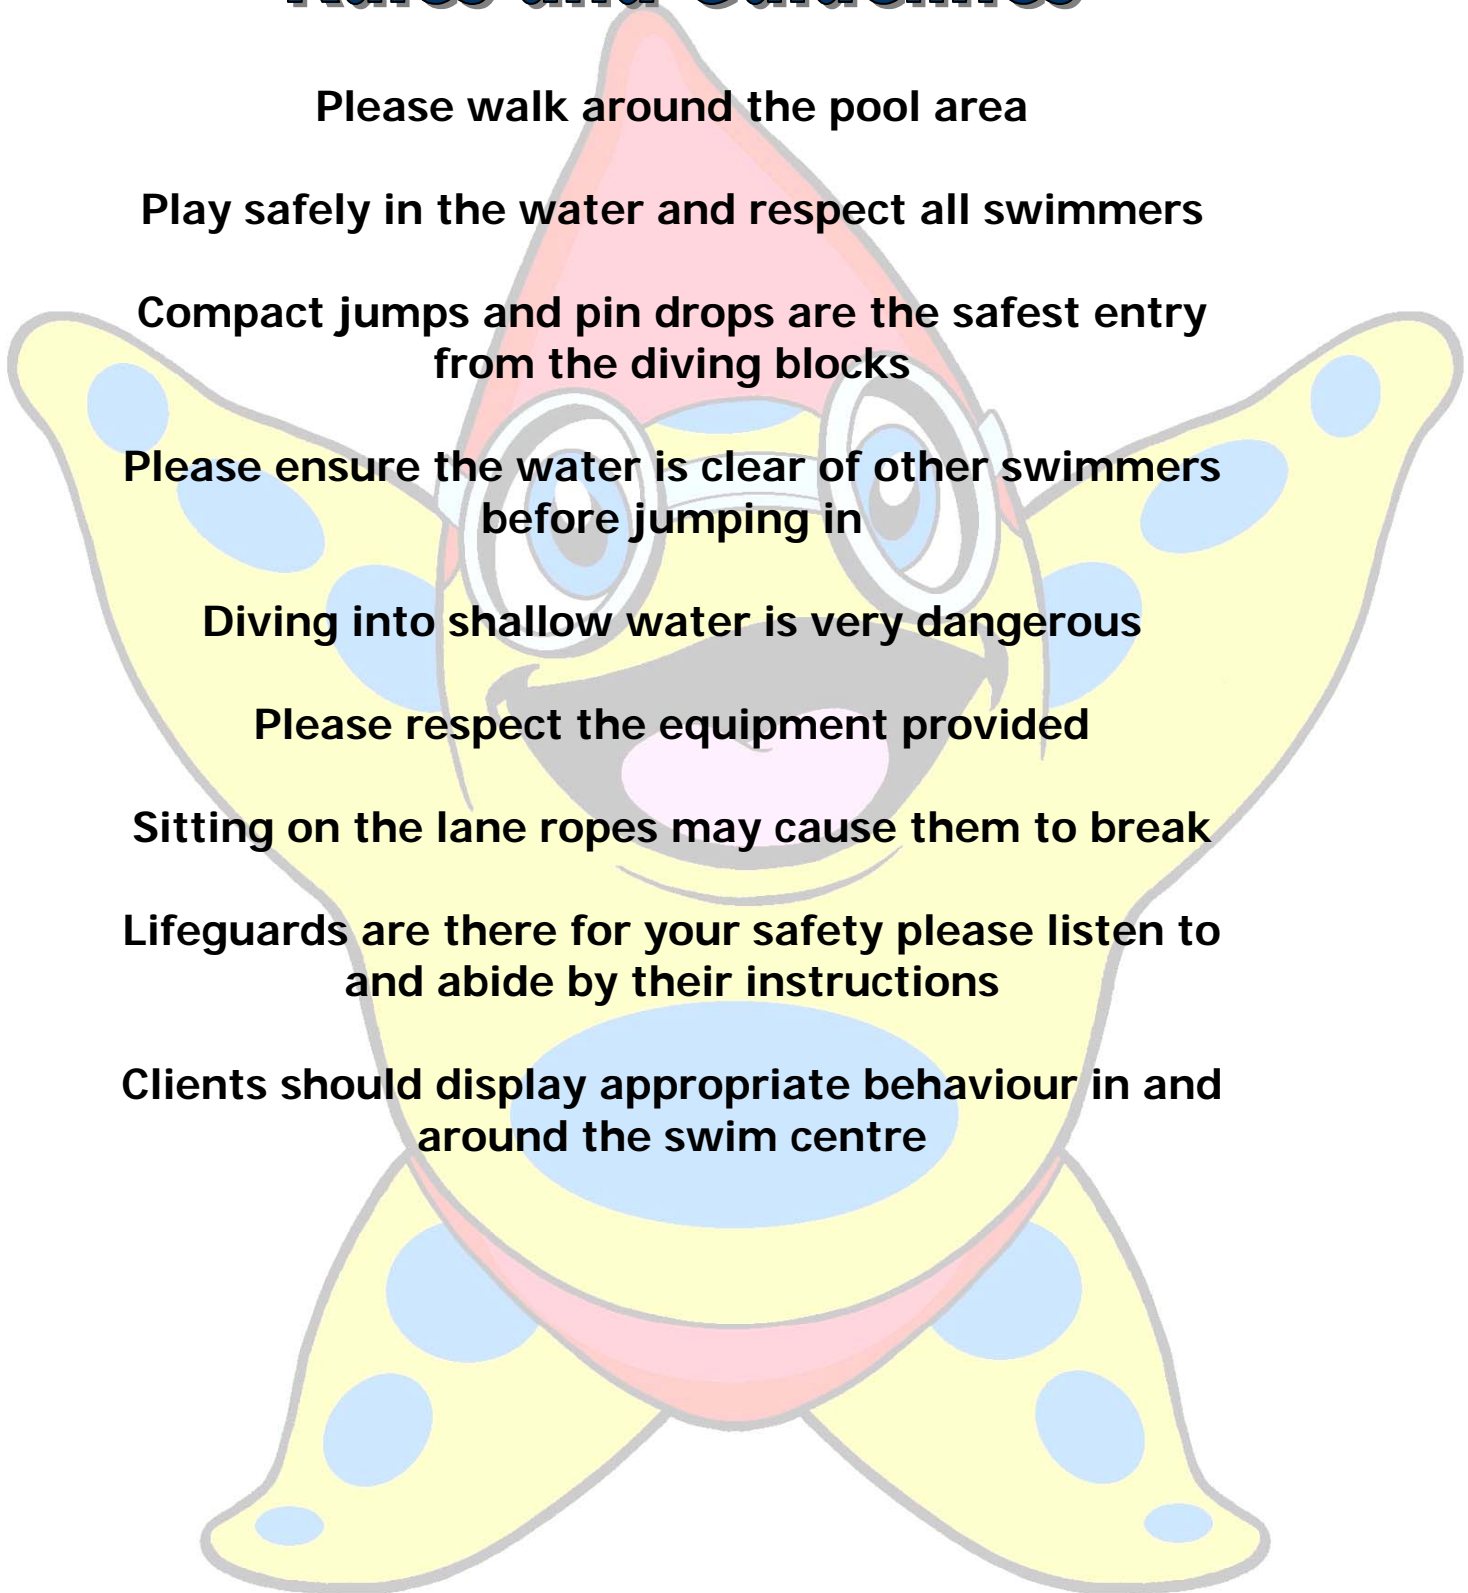 Rules and Guidelines
Please walk around the pool area
Play safely in the water and respect all swimmers
Compact jumps and pin drops are the safest entry
from the diving blocks
Please ensure the water is clear of other swimmers
before jumping in
Diving into shallow water is very dangerous
Please respect the equipment provided
Sitting on the lane ropes may cause them to break
Lifeguards are there for your safety please listen to
and abide by their instructions
Clients should display appropriate behaviour in and
around the swim centre